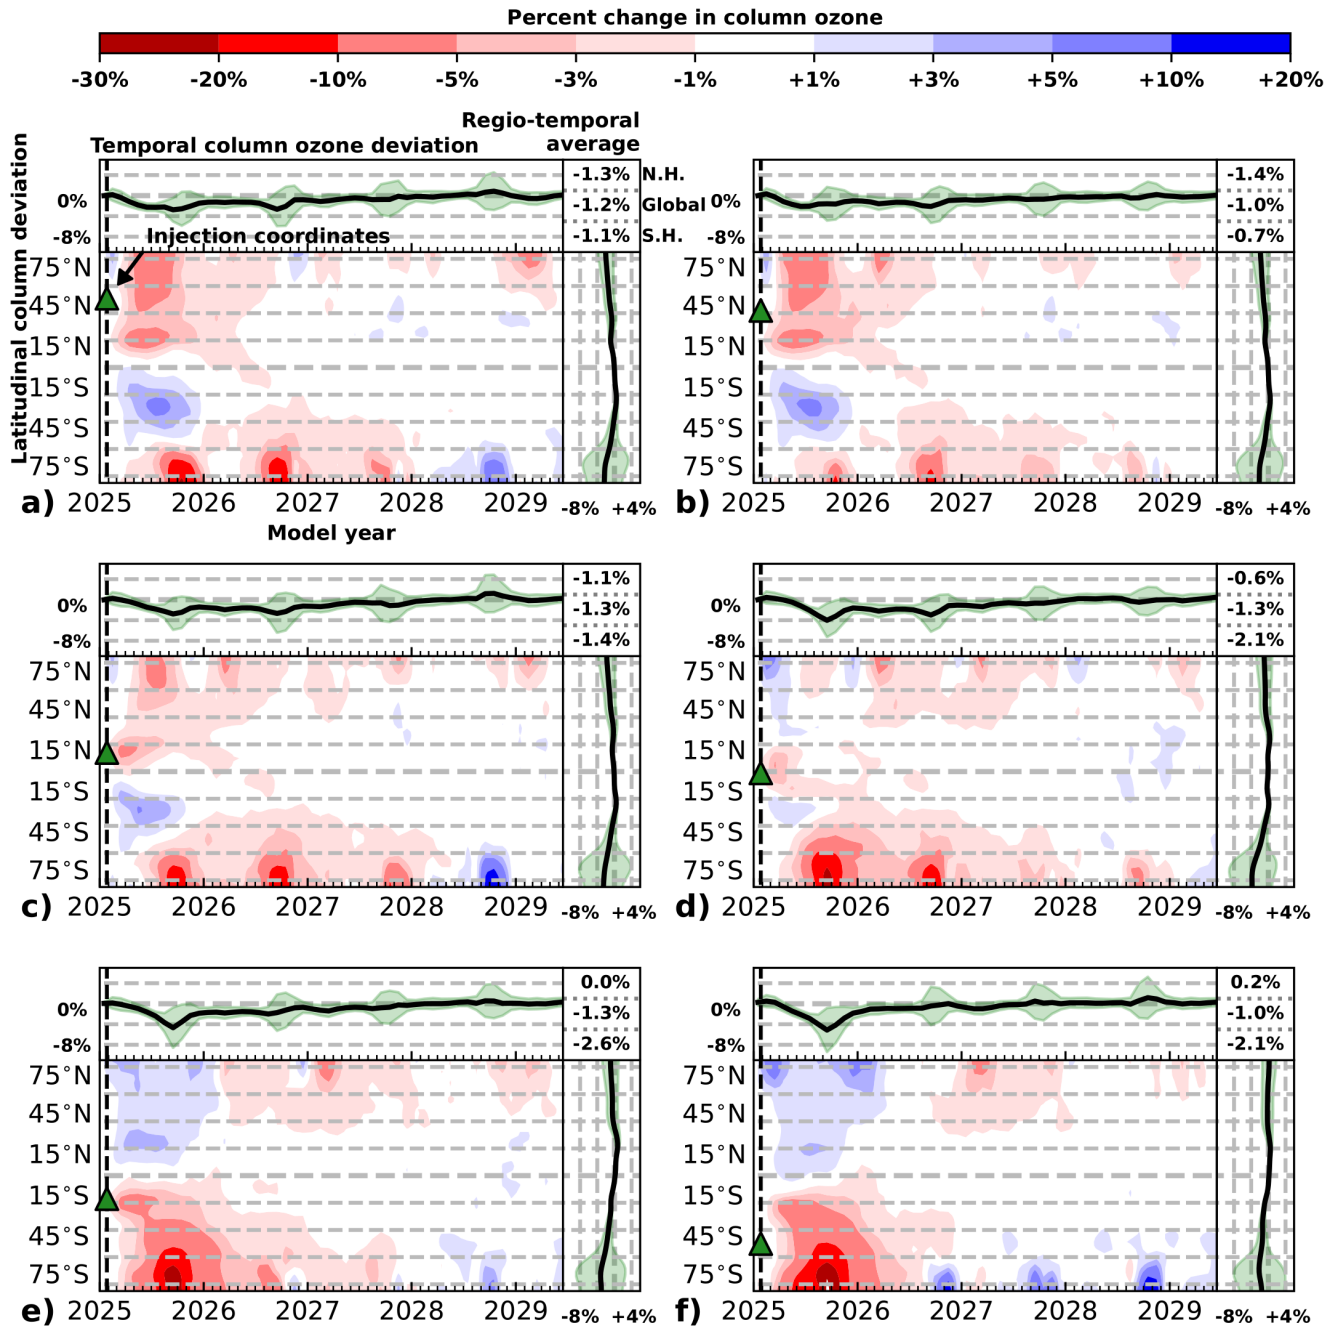 Percent change in column ozone
-30% -20% -10% -5% -3% -1% +1% +3% +5% +10% +20%
Regio-temporal
average
Temporal column ozone deviation
Latitudinal column deviation
0%
-8%
-1.3% N.H.
-1.2% Global
-1.1% S.H.
Injection coordinates
75°N
45°N
15°N
15°S
45°S
75°S
a) 2025 2026 2027 2028 2029 -8% +4%
Model year
0%
-8%
-1.4%
-1.0%
-0.7%
75°N
45°N
15°N
15°S
45°S
75°S
b) 2025 2026 2027 2028 2029 -8% +4%
0%
-8%
-1.1%
-1.3%
-1.4%
75°N
45°N
15°N
15°S
45°S
75°S
c) 2025 2026 2027 2028 2029 -8% +4%
0%
-8%
-0.6%
-1.3%
-2.1%
75°N
45°N
15°N
15°S
45°S
75°S
d) 2025 2026 2027 2028 2029 -8% +4%
0%
-8%
0.0%
-1.3%
-2.6%
75°N
45°N
15°N
15°S
45°S
75°S
e) 2025 2026 2027 2028 2029 -8% +4%
0%
-8%
0.2%
-1.0%
-2.1%
75°N
45°N
15°N
15°S
45°S
75°S
f) 2025 2026 2027 2028 2029 -8% +4%